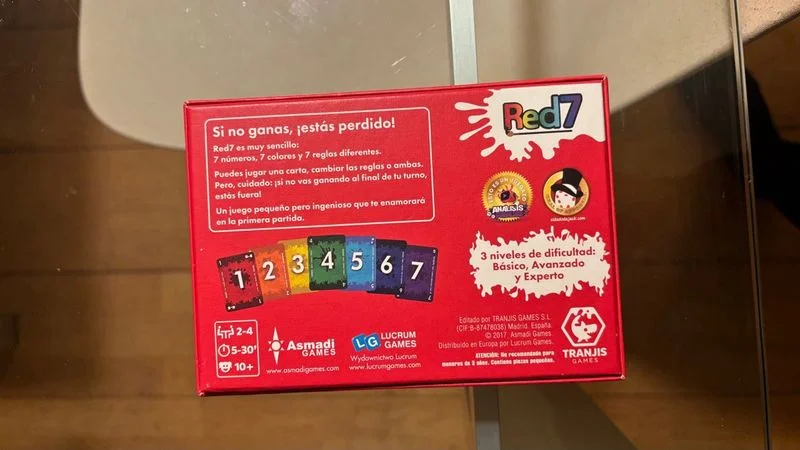 Si no ganas, ¡estás perdido!
Red7 es muy sencillo:
7 números, 7 colores y 7 reglas diferentes.
Puedes jugar una carta, cambiar las reglas o ambas.
Pero, cuidado: ¡si no vas ganando al final de tu turno,
estás fuera!
Un juego pequeño pero ingenioso que te enamorará
en la primera partida.
Red7
ANÁLISIS
3 niveles de dificultad:
Básico, Avanzado
y Experto
1 2 3 4 5 6 7
2-4
5-30'
10+
Asmadi
GAMES
www.asmadigames.com
LG LUCRUM
GAMES
Wydawnictwo Lucrum
www.lucrumgames.com
Editado por TRANJIS GAMES S.L.
(CIF:B-87478036) Madrid. España.
© 2017. Asmadi Games.
Distribuido en Europa por Lucrum Games.
ATENCIÓN: No recomendado para
menores de 3 años. Contiene piezas pequeñas.
TRANJIS
GAMES